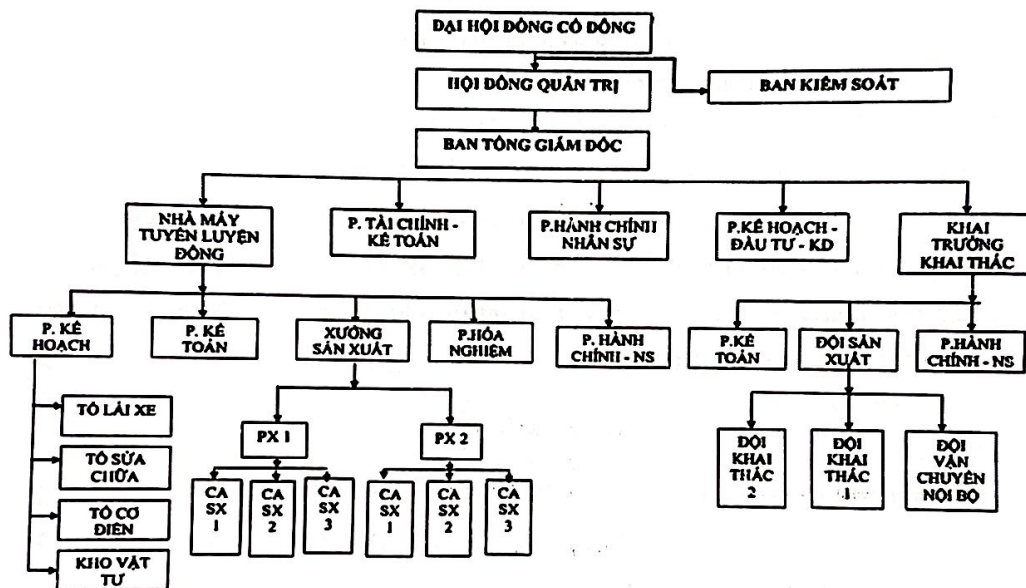 ĐẠI HỘI ĐỒNG CỔ ĐÔNG
HỘI ĐỒNG QUẢN TRỊ
BAN KIỂM SOÁT
BAN TỔNG GIÁM ĐỐC
NHÀ MÁY
TUYỂN LUYỆN
ĐỒNG
P. TÀI CHÍNH -
KẾ TOÁN
P.HÀNH CHÍNH
NHÂN SỰ
P.KẾ HOẠCH -
ĐẦU TƯ - KD
KHAI
TRƯỜNG
KHAI THÁC
P. KẾ
HOẠCH
P. KẾ
TOÁN
XƯỞNG
SẢN XUẤT
P.HÓA
NGHIỆM
P. HÀNH
CHÍNH - NS
P.KẾ
TOÁN
ĐỘI SẢN
XUẤT
P.HÀNH
CHÍNH - NS
TỔ LÁI XE
TỔ SỬA
CHỮA
TỔ CƠ
ĐIỆN
KHO VẬT
TƯ
PX 1
PX 2
CA
SX
1
CA
SX
2
CA
SX
3
CA
SX
1
CA
SX
2
CA
SX
3
ĐỘI
KHAI
THÁC
2
ĐỘI
KHAI
THÁC
1
ĐỘI
VẬN
CHUYỂN
NỘI BỘ